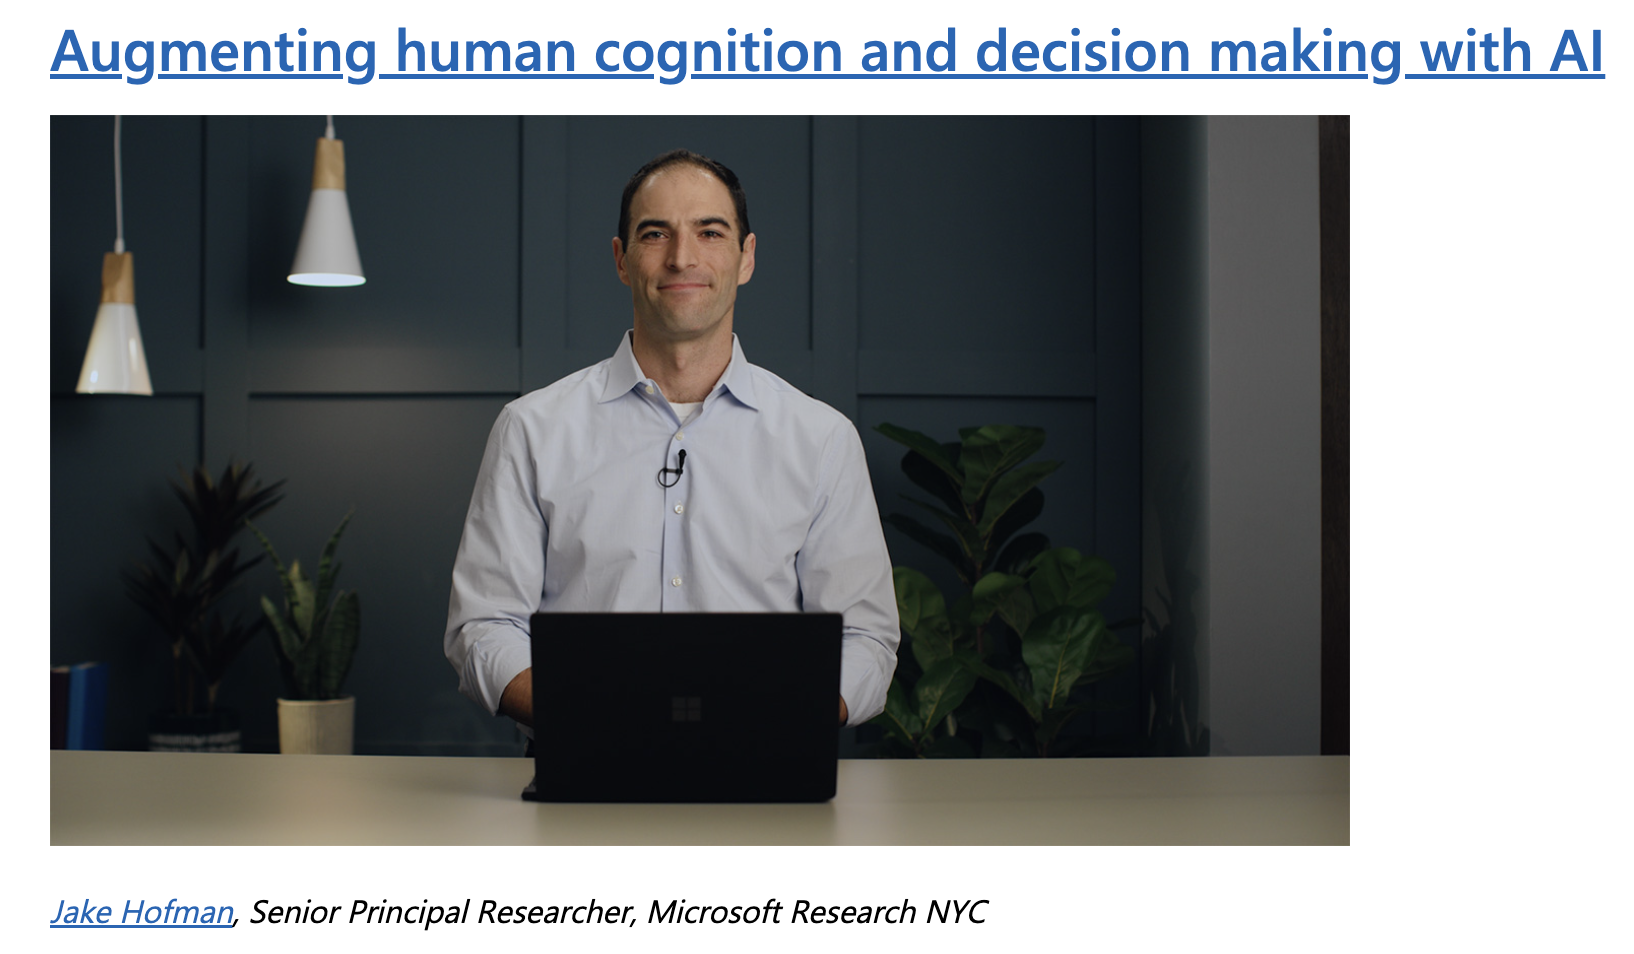 Augmenting human cognition and decision making with AI
Jake Hofman, Senior Principal Researcher, Microsoft Research NYC